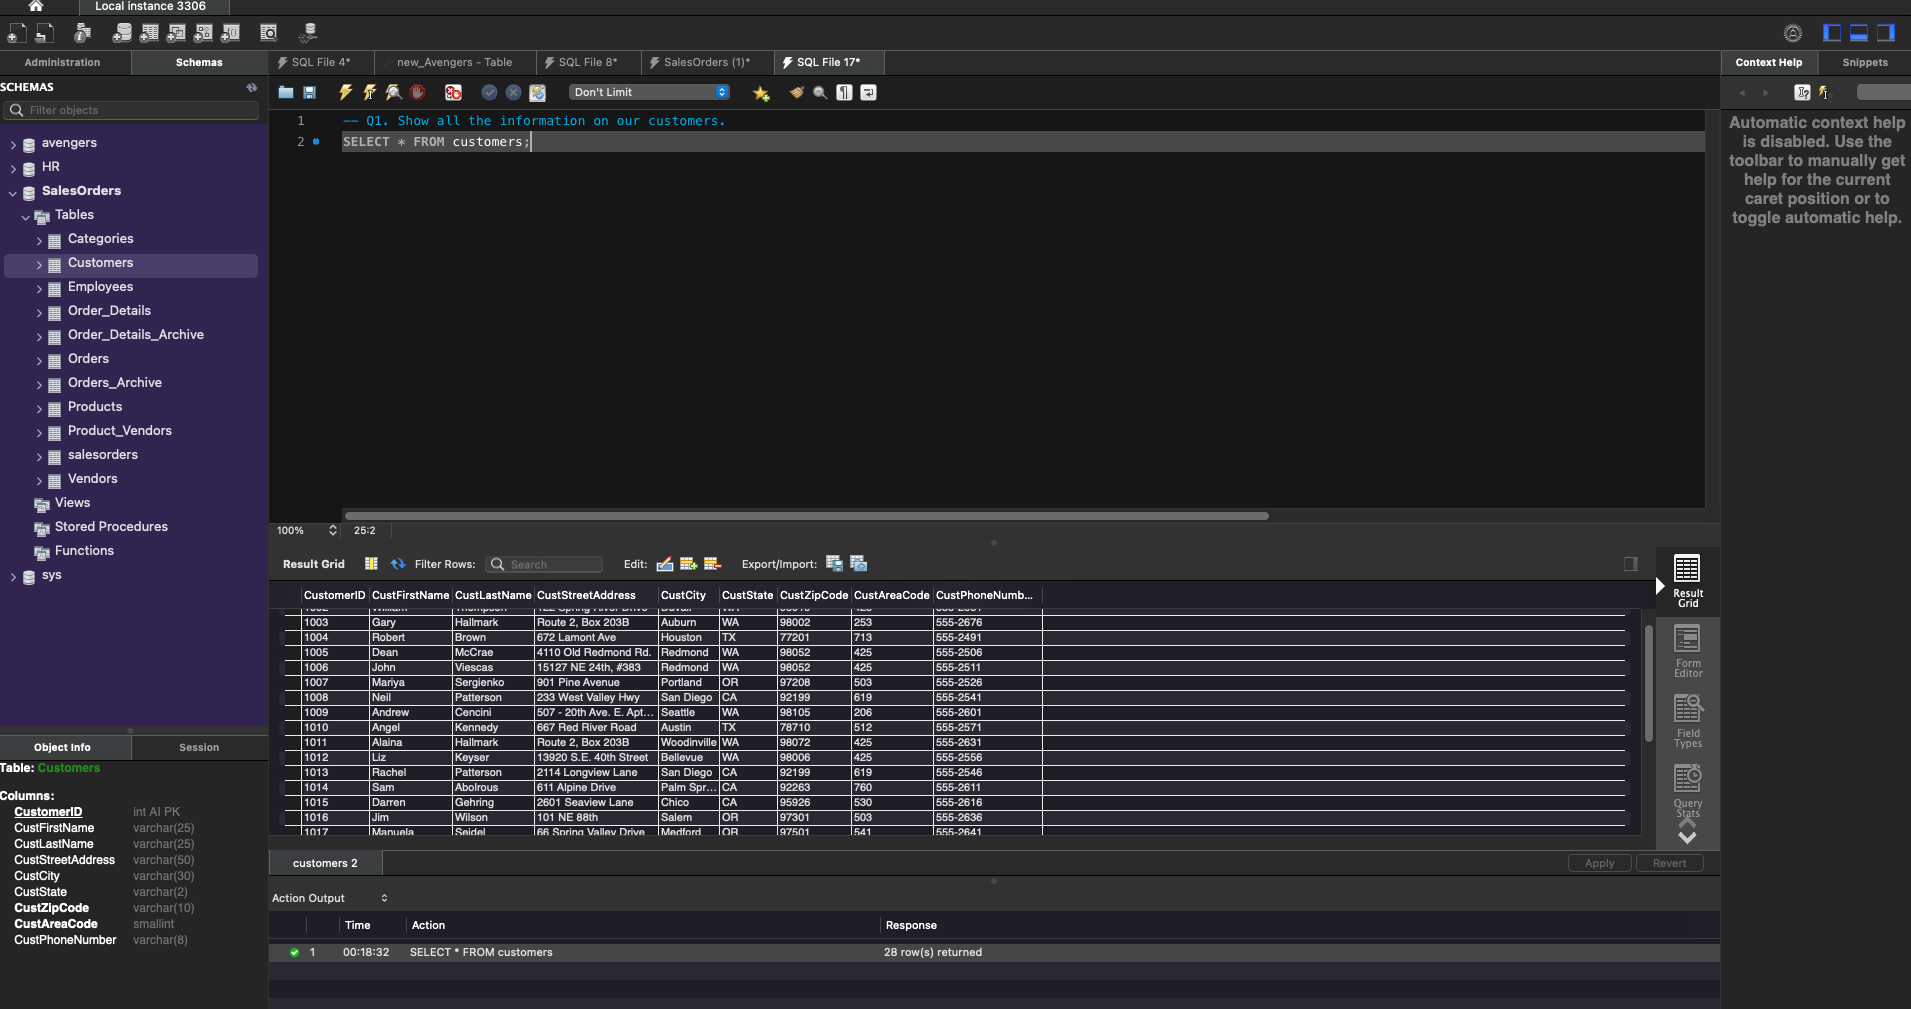 Local instance 3306
Administration
Schemas
SQL File 4*
new_Avengers - Table
SQL File 8*
SalesOrders (1)*
SQL File 17*
Context Help
Snippets
SCHEMAS
Filter objects
Don't Limit
avengers
HR
SalesOrders
Tables
Categories
Customers
Employees
Order_Details
Order_Details_Archive
Orders
Orders_Archive
Products
Product_Vendors
salesorders
Vendors
Views
Stored Procedures
Functions
sys
1 -- Q1. Show all the information on our customers.
2 SELECT * FROM customers;
Automatic context help
is disabled. Use the
toolbar to manually get
help for the current
caret position or to
toggle automatic help.
100% 25:2
Result Grid Filter Rows: Search Edit: Export/Import:
CustomerID CustFirstName CustLastName CustStreetAddress CustCity CustState CustZipCode CustAreaCode CustPhoneNumb...
1002 William Thompson 122 Spring River Drive Duvall WA
1003 Gary Hallmark Route 2, Box 203B Auburn WA 98002 253 555-2676
1004 Robert Brown 672 Lamont Ave Houston TX 77201 713 555-2491
1005 Dean McCrae 4110 Old Redmond Rd. Redmond WA 98052 425 555-2506
1006 John Viescas 15127 NE 24th, #383 Redmond WA 98052 425 555-2511
1007 Mariya Sergienko 901 Pine Avenue Portland OR 97208 503 555-2526
1008 Neil Patterson 233 West Valley Hwy San Diego CA 92199 619 555-2541
1009 Andrew Cencini 507 - 20th Ave. E. Apt... Seattle WA 98105 206 555-2601
1010 Angel Kennedy 667 Red River Road Austin TX 78710 512 555-2571
1011 Alaina Hallmark Route 2, Box 203B Woodinville WA 98072 425 555-2631
1012 Liz Keyser 13920 S.E. 40th Street Bellevue WA 98006 425 555-2556
1013 Rachel Patterson 2114 Longview Lane San Diego CA 92199 619 555-2546
1014 Sam Abolrous 611 Alpine Drive Palm Spr... CA 92263 760 555-2611
1015 Darren Gehring 2601 Seaview Lane Chico CA 95926 530 555-2616
1016 Jim Wilson 101 NE 88th Salem OR 97301 503 555-2636
1017 Manuela Seidel 66 Spring Valley Drive Medford OR 97501 541 555-2641
Result
Grid
Form
Editor
Field
Types
Query
Stats
Object Info
Session
Table: Customers
Columns:
CustomerID int AI PK
CustFirstName varchar(25)
CustLastName varchar(25)
CustStreetAddress varchar(50)
CustCity varchar(30)
CustState varchar(2)
CustZipCode varchar(10)
CustAreaCode smallint
CustPhoneNumber varchar(8)
customers 2
Apply
Revert
Action Output
Time Action Response
1 00:18:32 SELECT * FROM customers 28 row(s) returned